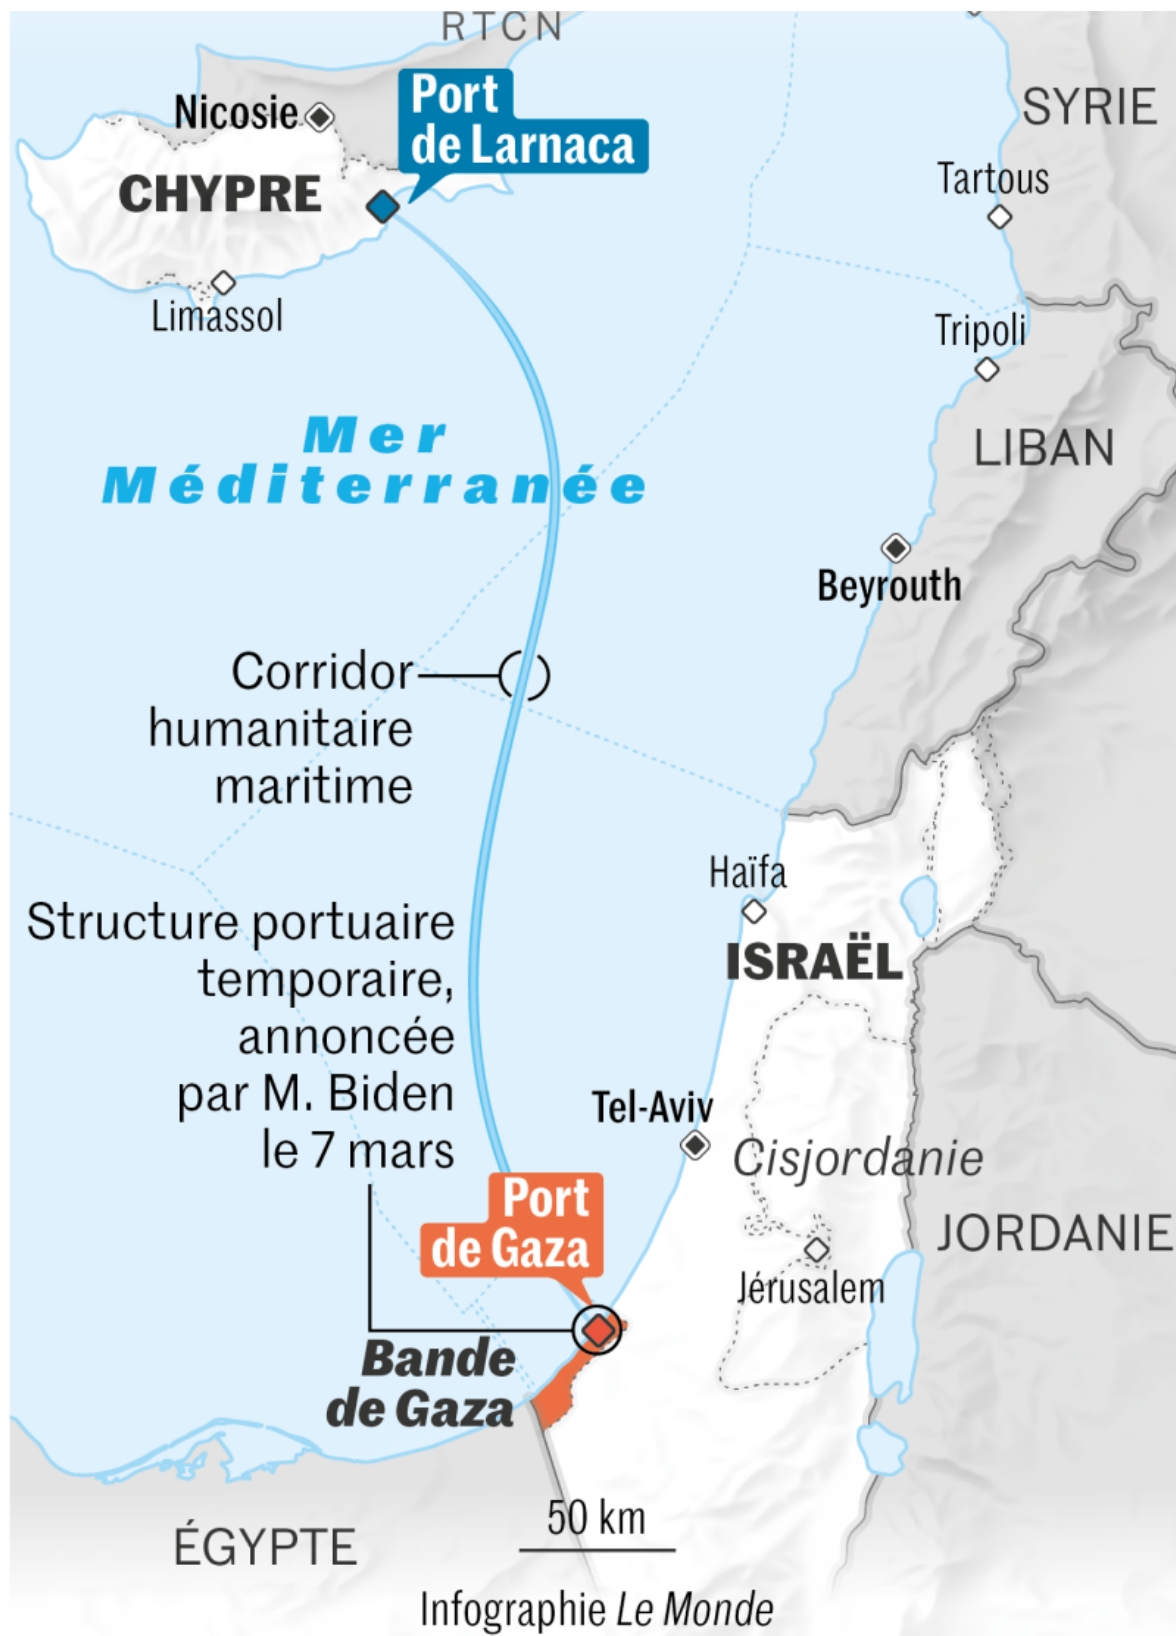 RTCN
Port
de Larnaca
Nicosie
SYRIE
CHYPRE
Tartous
Limassol
Tripoli
Mer
Méditerranée
LIBAN
Beyrouth
Corridor
humanitaire
maritime
Haïfa
Structure portuaire
temporaire,
annoncée
par M. Biden
le 7 mars
ISRAËL
Tel-Aviv
Cisjordanie
Port
de Gaza
JORDANIE
Jérusalem
Bande
de Gaza
50 km
ÉGYPTE
Infographie Le Monde